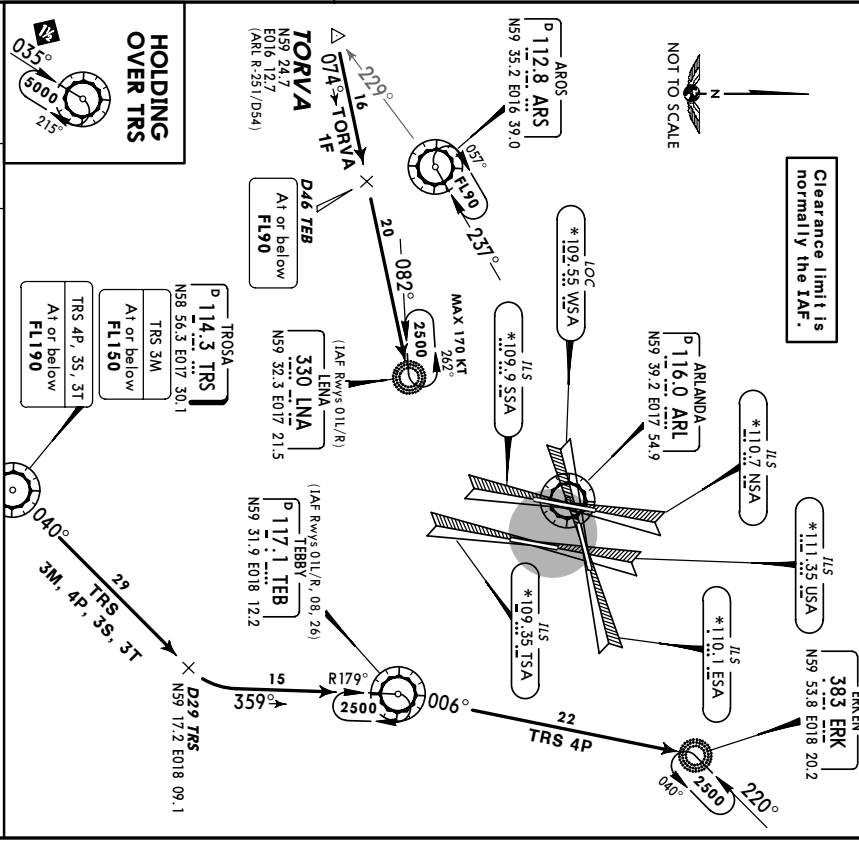 HOLDING
OVER TRS
035°
5000
215°
1½
TORVA
N59 24.7
E016 12.7
(ARL R-251/D54)
229°
16
074°
TORVA
1F
AROS
D 112.8 ARS
N59 35.2 E016 39.0
057°
FL90
237°
NOT TO SCALE
N
Clearance limit is
normally the IAF.
D46 TEB
At or below
FL90
20
082°
MAX 170 KT
262°
2500
(IAF Rwys 01L/R)
LENA
330 LNA
N59 32.3 E017 21.5
LOC
*109.55 WSA
ILS
*109.9 SSA
ARLANDA
D 116.0 ARL
N59 39.2 E017 54.9
ILS
*110.7 NSA
ILS
*111.35 USA
ILS
*110.1 ESA
ILS
*109.35 TSA
ERKEN
383 ERK
N59 53.8 E018 20.2
TROSA
D 114.3 TRS
N58 56.3 E017 30.1
TRS 3M
At or below
FL150
TRS 4P, 3S, 3T
At or below
FL190
040°
29
TRS
3M, 4P, 3S, 3T
D29 TRS
N59 17.2 E018 09.1
15
359°
R179°
2500
(IAF Rwys 01L/R, 08, 26)
TEBBY
D 117.1 TEB
N59 31.9 E018 12.2
006°
22
TRS 4P
2500
040°
220°